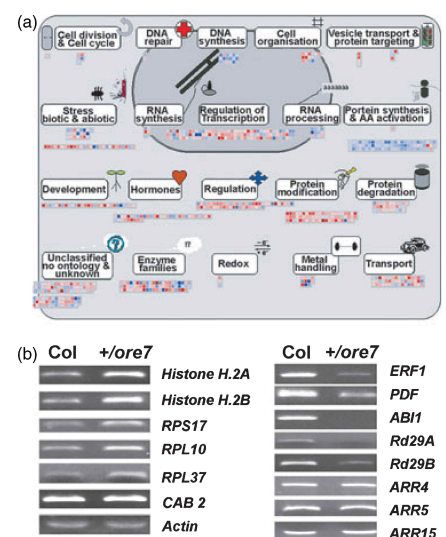 (a)
Cell division
& Cell cycle
DNA
repair
DNA
synthesis
Cell
organisation
Vesicle transport &
protein targeting
Stress
biotic & abiotic
RNA
synthesis
Regulation of
Transcription
RNA
processing
aaaaaaa
Portein synthesis
& AA activation
Development
Hormones
Regulation
Protein
modification
Protein
degradation
Unclassified
no ontology &
unknown
?
Enzyme
families
??
Redox
Metal
handling
Transport
(b)
Col +/ore7
Histone H.2A
Histone H.2B
RPS17
RPL10
RPL37
CAB 2
Actin
Col +/ore7
ERF1
PDF
ABI1
Rd29A
Rd29B
ARR4
ARR5
ARR15